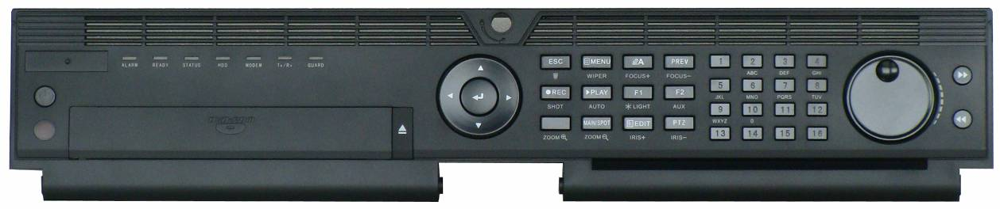 ALARM READY STATUS HDD MODEM Tx/Rx GUARD
ESC MENU A PREV
WIPER FOCUS+ FOCUS-
REC PLAY F1 F2
SHOT AUTO LIGHT AUX
MAIN/SPOT EDIT PTZ
ZOOM ZOOM IRIS+ IRIS-
1 2 3 4
ABC DEF GHI
5 6 7 8
JKL MNO PQRS TUV
9 10 11 12
WXYZ 0
13 14 15 16